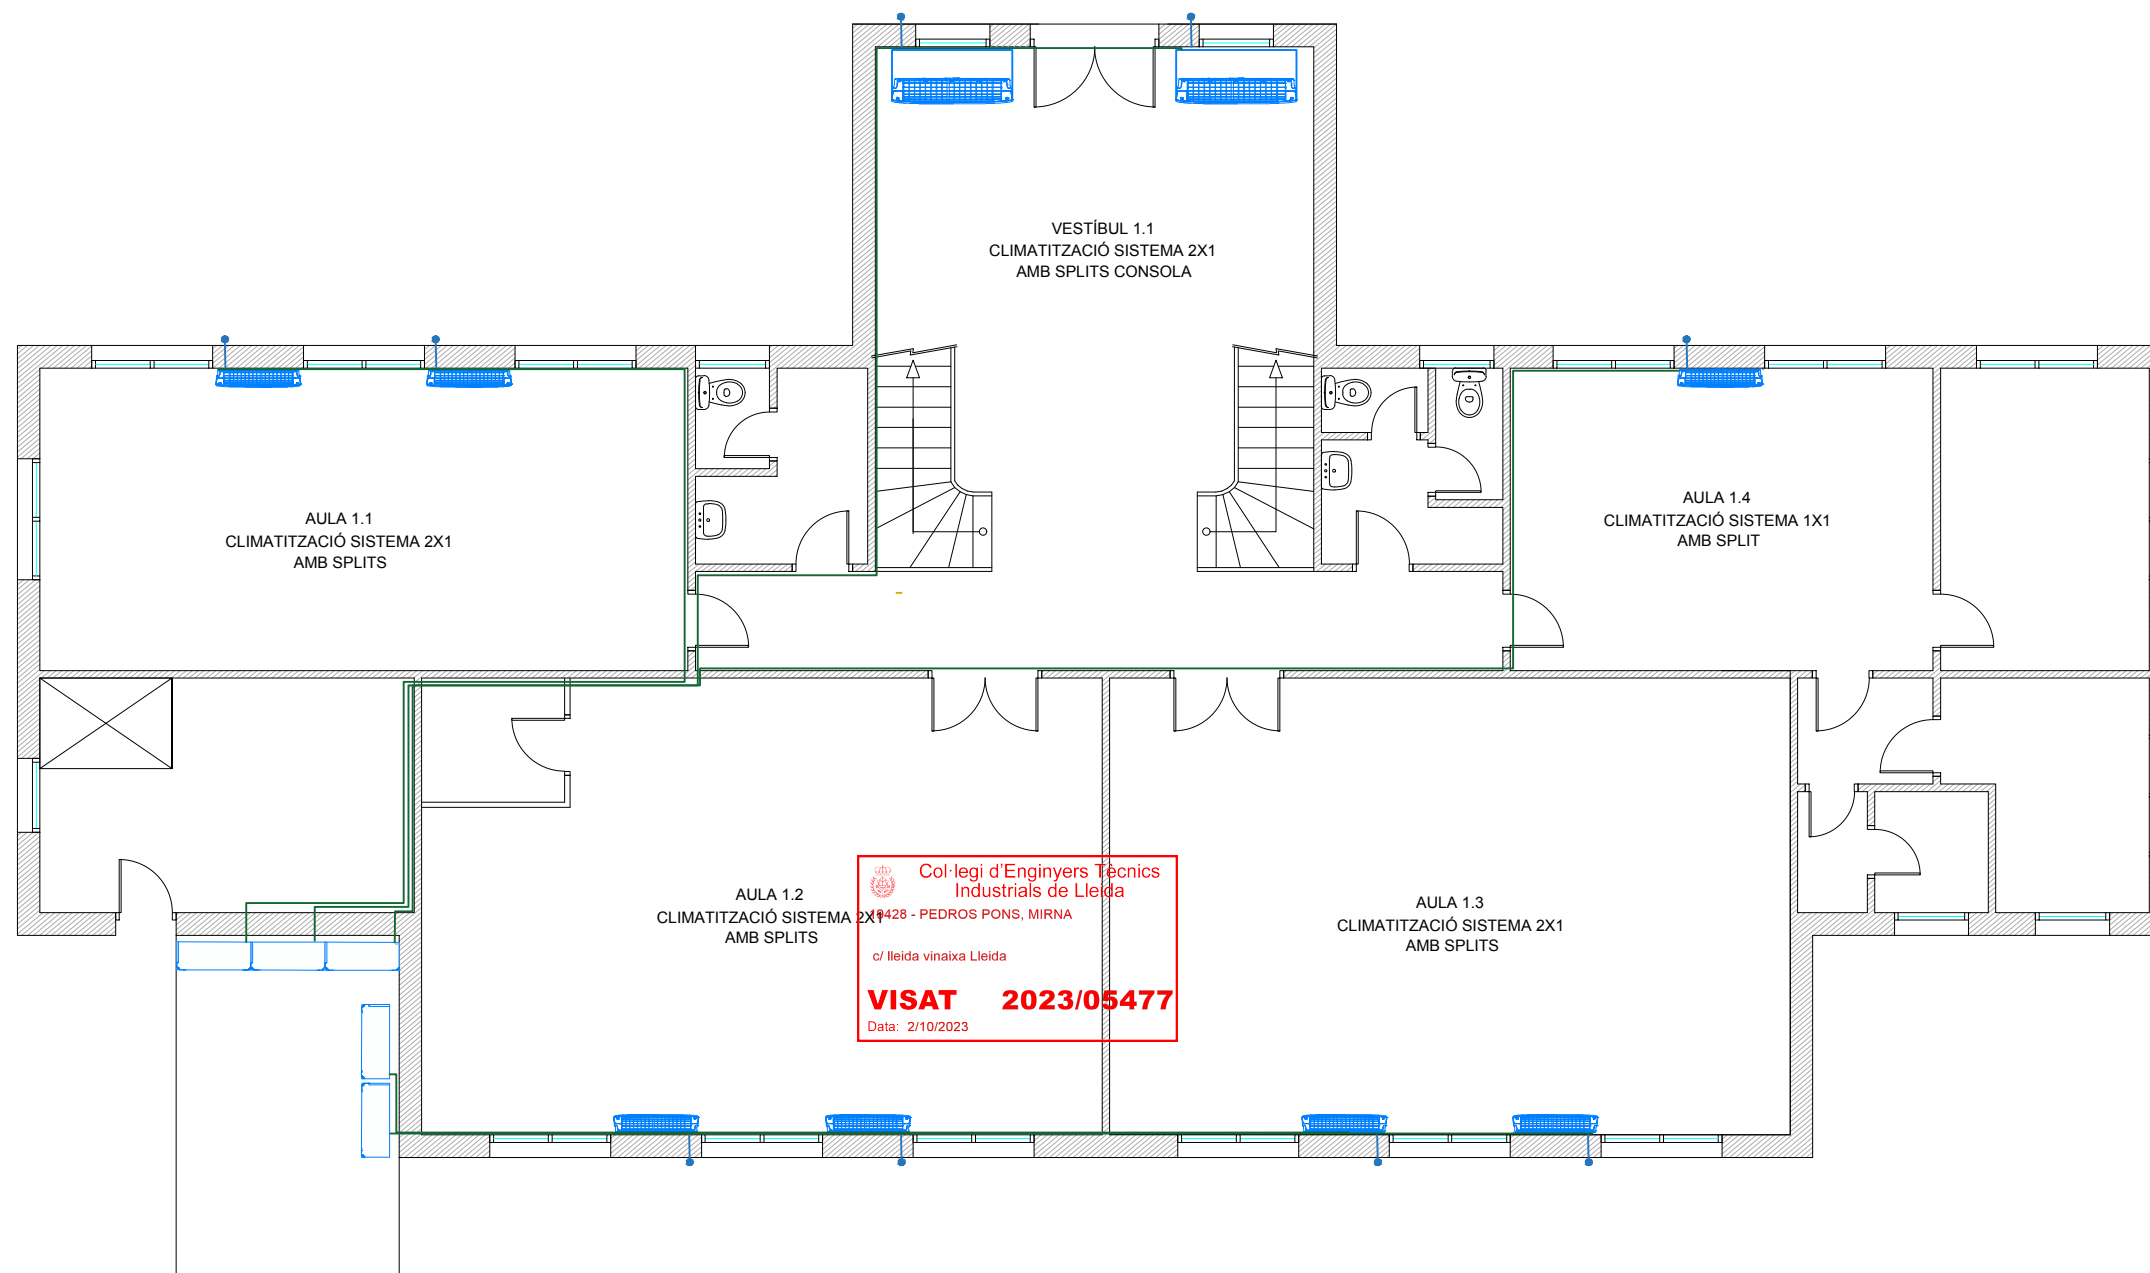 VESTÍBUL 1.1
CLIMATITZACIÓ SISTEMA 2X1
AMB SPLITS CONSOLA
AULA 1.1
CLIMATITZACIÓ SISTEMA 2X1
AMB SPLITS
AULA 1.4
CLIMATITZACIÓ SISTEMA 1X1
AMB SPLIT
AULA 1.2
CLIMATITZACIÓ SISTEMA 2X1
AMB SPLITS
Col·legi d'Enginyers Tècnics
Industrials de Lleida
PEDROS PONS, MIRNA
c/ lleida vinaixa Lleida
VISAT 2023/05477
Data: 2/10/2023
AULA 1.3
CLIMATITZACIÓ SISTEMA 2X1
AMB SPLITS